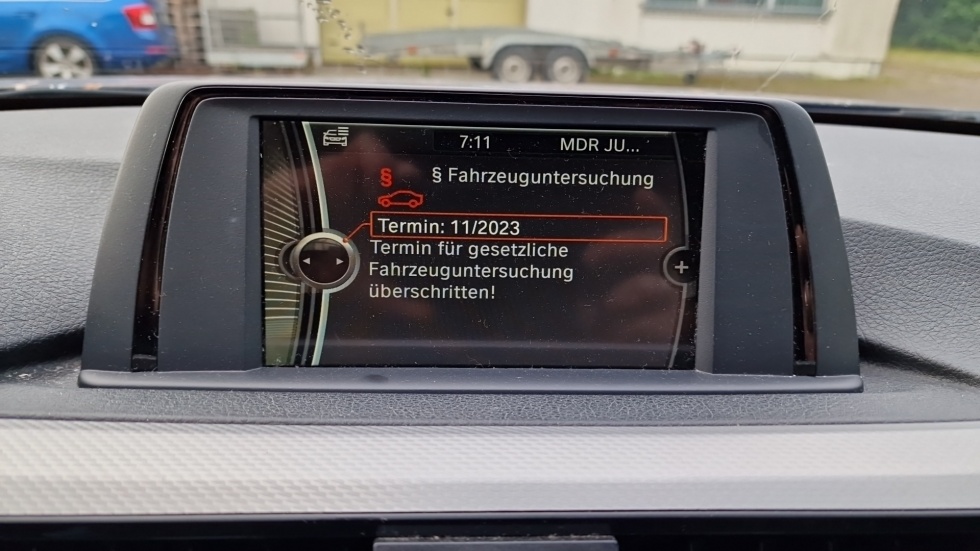 7:11 MDR JU...
§
§ Fahrzeuguntersuchung
Termin: 11/2023
Termin für gesetzliche
Fahrzeuguntersuchung
überschritten!